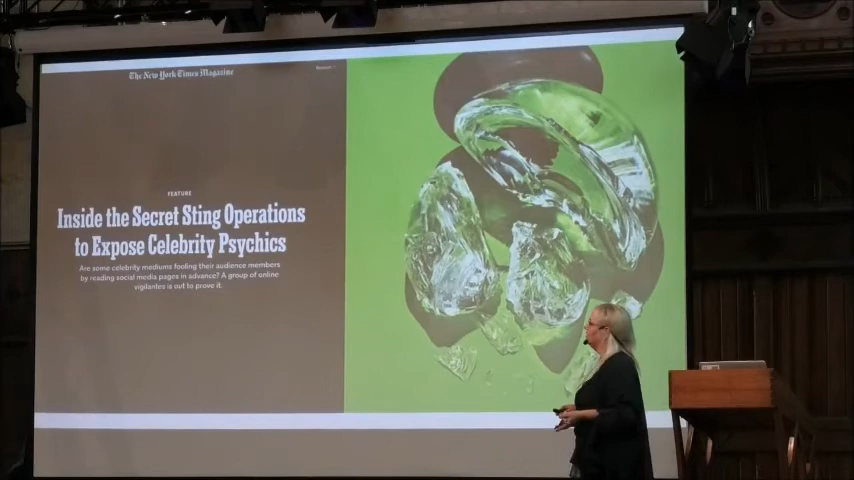 The New York Times Magazine
FEATURE
Inside the Secret Sting Operations
to Expose Celebrity Psychics
Are some celebrity mediums fooling their audience members
by reading social media pages in advance? A group of online
vigilantes is out to prove it.